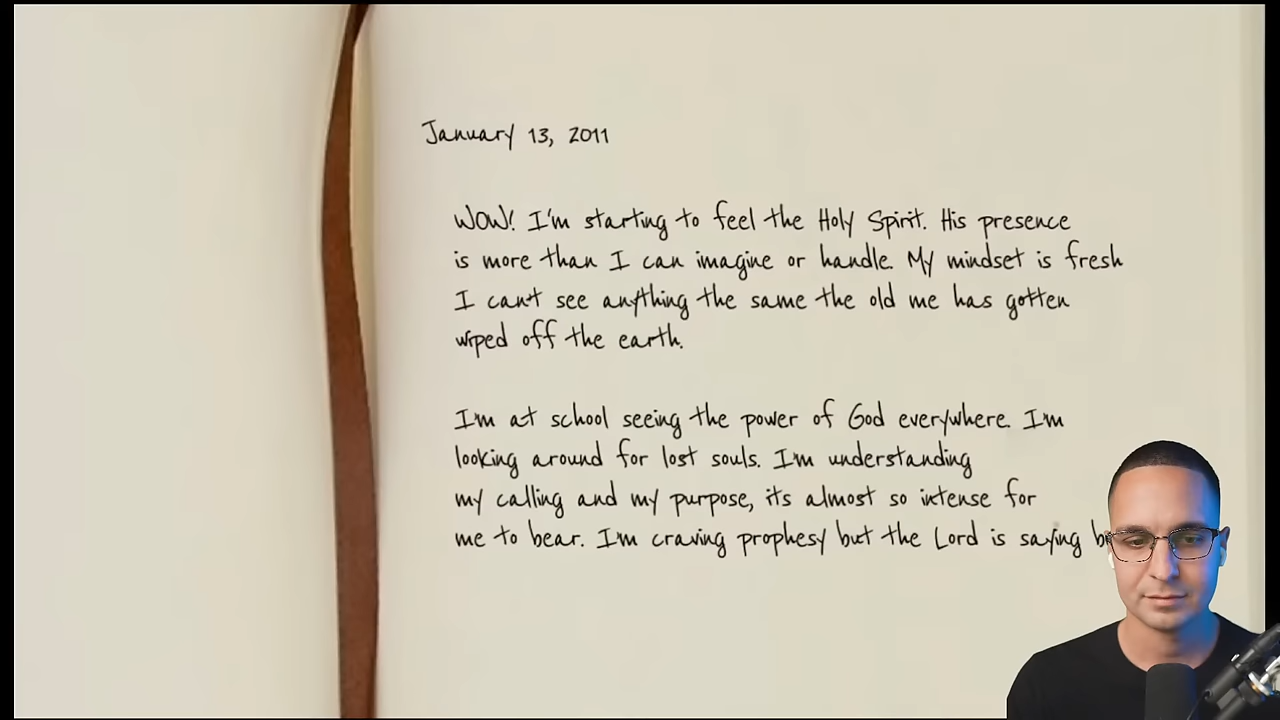 January 13, 2011
WOW! I'm starting to feel the Holy Spirit. His presence
is more than I can imagine or handle. My mindset is fresh
I can't see anything the same the old me has gotten
wiped off the earth.
I'm at school seeing the power of God everywhere. I'm
looking around for lost souls. I'm understanding
my calling and my purpose, its almost so intense for
me to bear. I'm craving prophesy but the Lord is saying